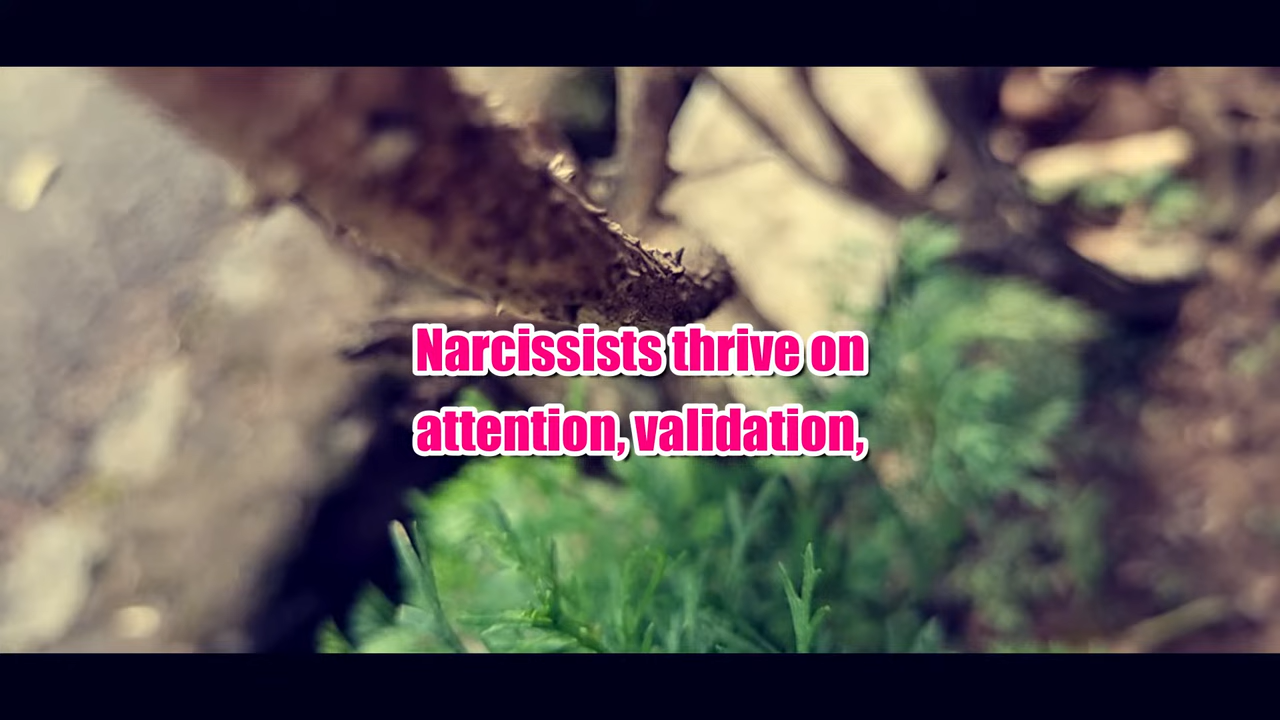 Narcissists thrive on
attention, validation,